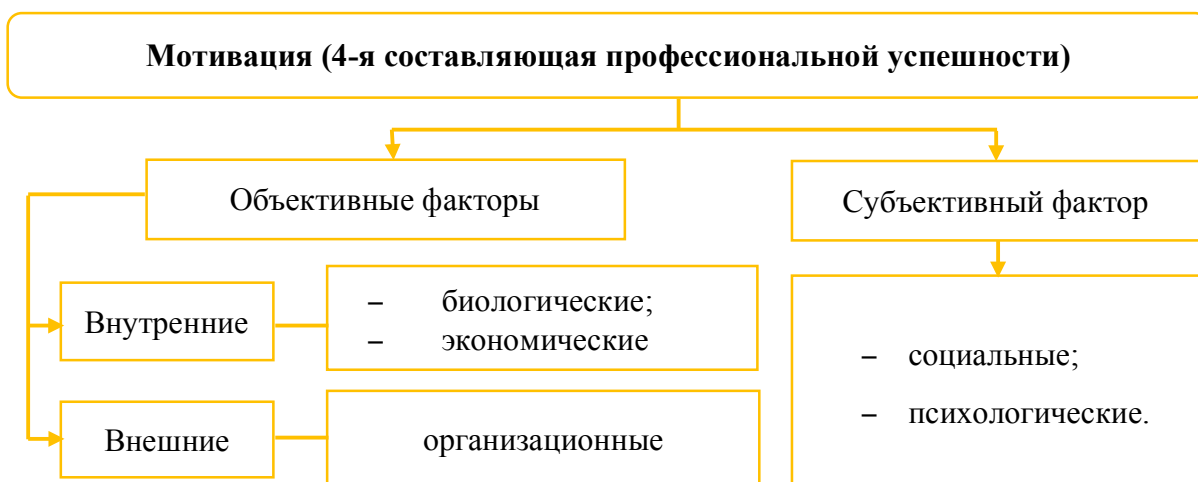 Мотивация (4-я составляющая профессиональной успешности)
Объективные факторы
Субъективный фактор
Внутренние
– биологические;
– экономические
– социальные;
– психологические.
Внешние
организационные